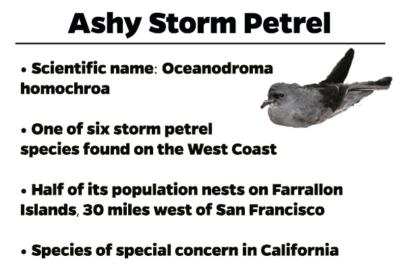 Ashy Storm Petrel
• Scientific name: Oceanodroma
homochroa
• One of six storm petrel
species found on the West Coast
• Half of its population nests on Farrallon
Islands, 30 miles west of San Francisco
• Species of special concern in California